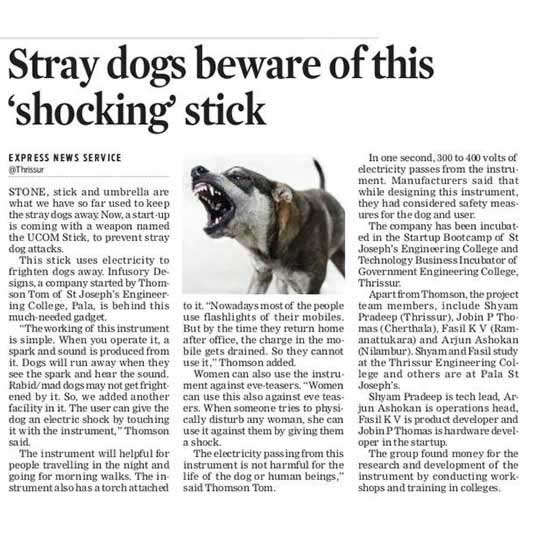 Stray dogs beware of this
‘shocking’ stick
EXPRESS NEWS SERVICE
@Thrissur
STONE, stick and umbrella are
what we have so far used to keep
the stray dogs away. Now, a start-up
is coming with a weapon named
the UCOM Stick, to prevent stray
dog attacks.
This stick uses electricity to
frighten dogs away. Infusory De-
signs, a company started by Thom-
son Tom of St Joseph’s Engineer-
ing College, Pala, is behind this
much-needed gadget.
“The working of this instrument
is simple. When you operate it, a
spark and sound is produced from
it. Dogs will run away when they
see the spark and hear the sound.
Rabid/mad dogs may not get fright-
ened by it. So, we added another
facility in it. The user can give the
dog an electric shock by touching
it with the instrument,” Thomson
said.
The instrument will helpful for
people travelling in the night and
going for morning walks. The in-
strument also has a torch attached
to it. “Nowadays most of the people
use flashlights of their mobiles.
But by the time they return home
after office, the charge in the mo-
bile gets drained. So they cannot
use it,” Thomson added.
Women can also use the instru-
ment against eve-teasers. “Women
can use this also against eve teas-
ers. When someone tries to physi-
cally disturb any woman, she can
use it against them by giving them
a shock.
The electricity passing from this
instrument is not harmful for the
life of the dog or human beings,”
said Thomson Tom.
In one second, 300 to 400 volts of
electricity passes from the instru-
ment. Manufacturers said that
while designing this instrument,
they had considered safety meas-
ures for the dog and user.
The company has been incubat-
ed in the Startup Bootcamp of St
Joseph’s Engineering College and
Technology Business Incubator of
Government Engineering College,
Thrissur.
Apart from Thomson, the project
team members, include Shyam
Pradeep (Thrissur), Jobin P Tho-
mas (Cherthala), Fasil K V (Ram-
anattukara) and Arjun Ashokan
(Nilambur). Shyam and Fasil study
at the Thrissur Engineering Col-
lege and others are at Pala St
Joseph’s.
Shyam Pradeep is tech lead, Ar-
jun Ashokan is operations head,
Fasil K V is product developer and
Jobin P Thomas is hardware devel-
oper in the startup.
The group found money for the
research and development of the
instrument by conducting work-
shops and training in colleges.